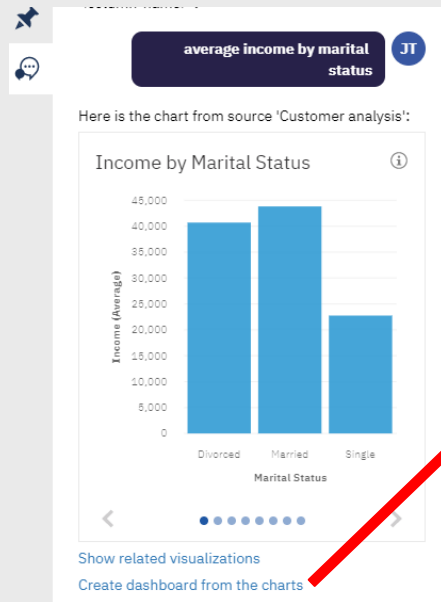 average income by marital
status
JT
Here is the chart from source 'Customer analysis':
Income by Marital Status
45,000
40,000
35,000
30,000
25,000
20,000
15,000
10,000
5,000
0
Income (Average)
Divorced Married Single
Marital Status
Show related visualizations
Create dashboard from the charts